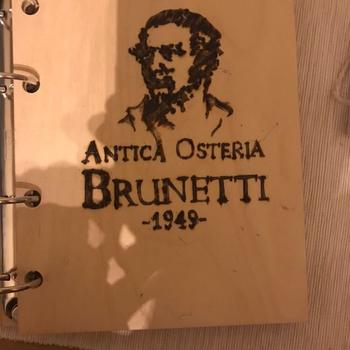 ANTICA OSTERIA
BRUNETTI
-1949-